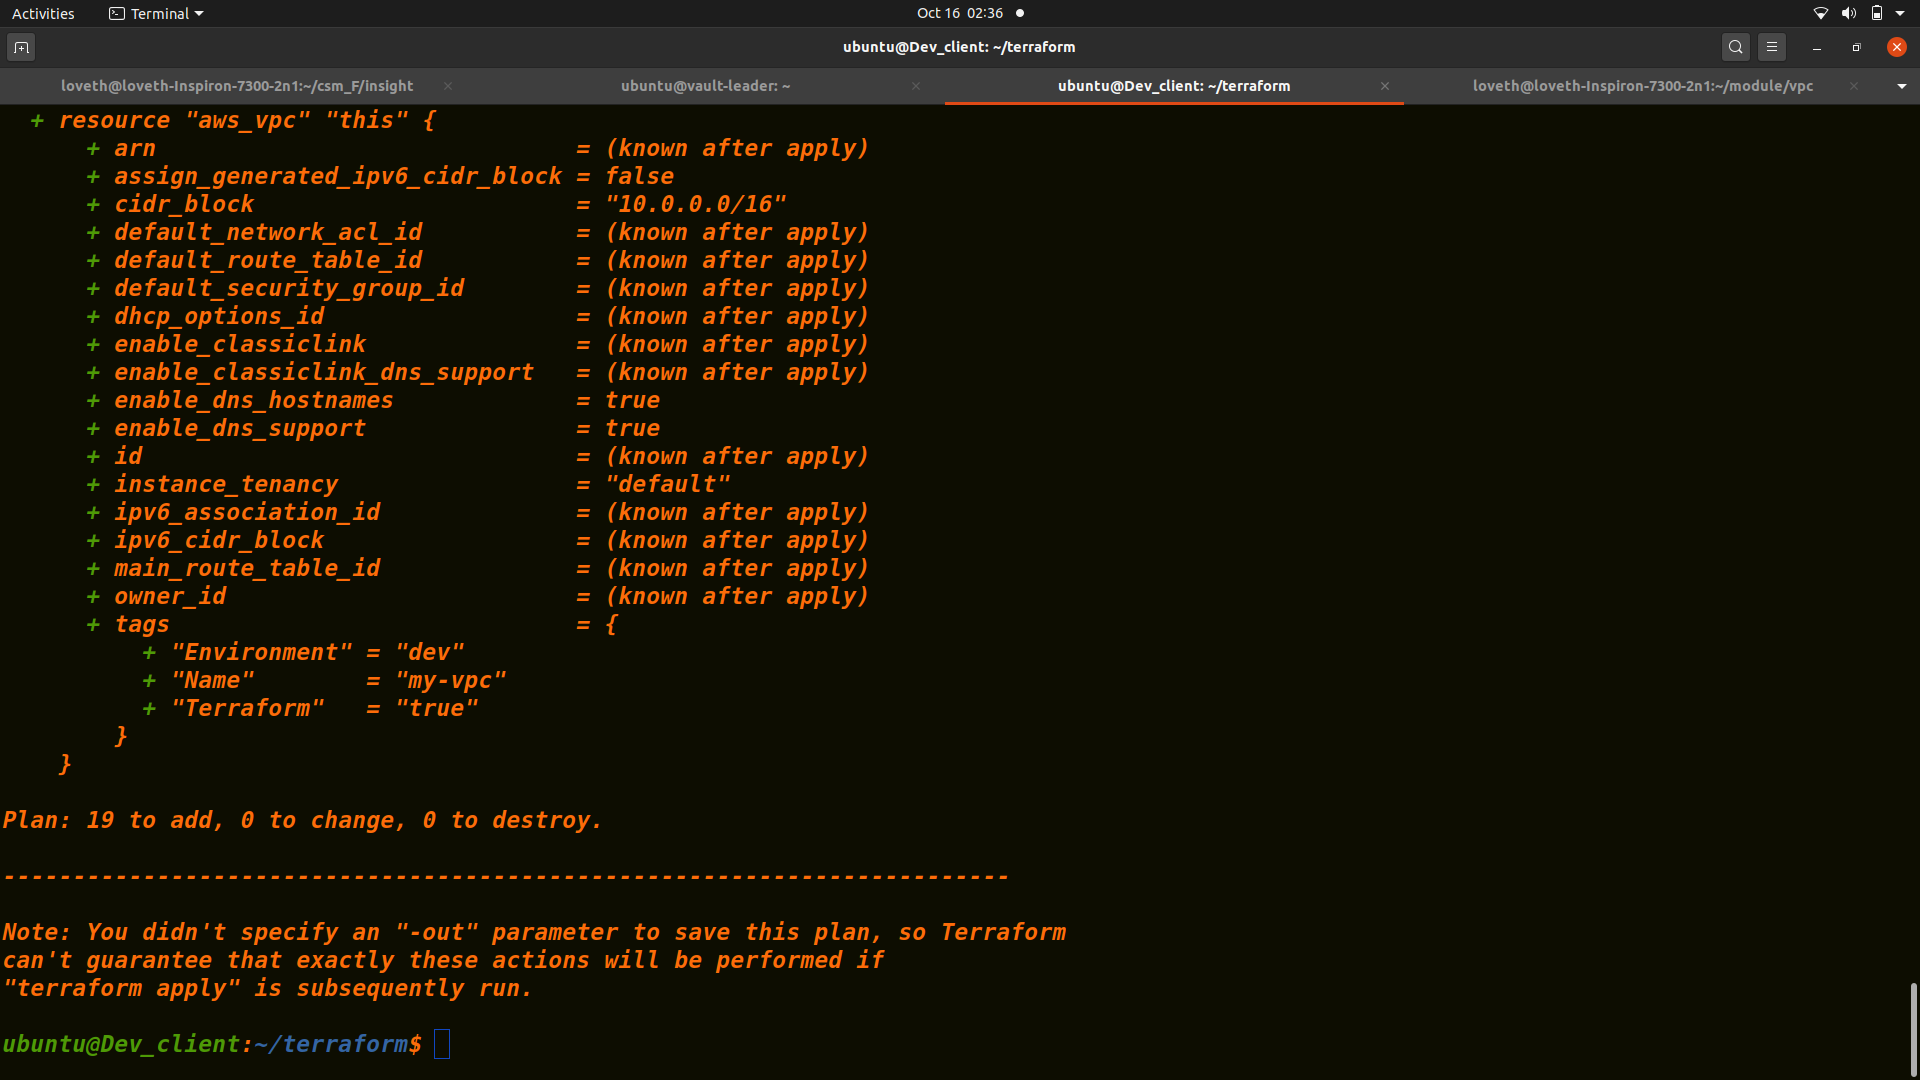 Activities Terminal Oct 16 02:36
ubuntu@Dev_client: ~/terraform
loveth@loveth-Inspiron-7300-2n1:~/csm_F/insight × ubuntu@vault-leader: ~ × ubuntu@Dev_client: ~/terraform × loveth@loveth-Inspiron-7300-2n1:~/module/vpc ×
  + resource "aws_vpc" "this" {
      + arn                              = (known after apply)
      + assign_generated_ipv6_cidr_block = false
      + cidr_block                       = "10.0.0.0/16"
      + default_network_acl_id           = (known after apply)
      + default_route_table_id           = (known after apply)
      + default_security_group_id        = (known after apply)
      + dhcp_options_id                  = (known after apply)
      + enable_classiclink               = (known after apply)
      + enable_classiclink_dns_support   = (known after apply)
      + enable_dns_hostnames             = true
      + enable_dns_support               = true
      + id                               = (known after apply)
      + instance_tenancy                 = "default"
      + ipv6_association_id              = (known after apply)
      + ipv6_cidr_block                  = (known after apply)
      + main_route_table_id              = (known after apply)
      + owner_id                         = (known after apply)
      + tags                             = {
          + "Environment" = "dev"
          + "Name"        = "my-vpc"
          + "Terraform"   = "true"
        }
    }
Plan: 19 to add, 0 to change, 0 to destroy.
------------------------------------------------------------------------
Note: You didn't specify an "-out" parameter to save this plan, so Terraform
can't guarantee that exactly these actions will be performed if
"terraform apply" is subsequently run.
ubuntu@Dev_client:~/terraform$